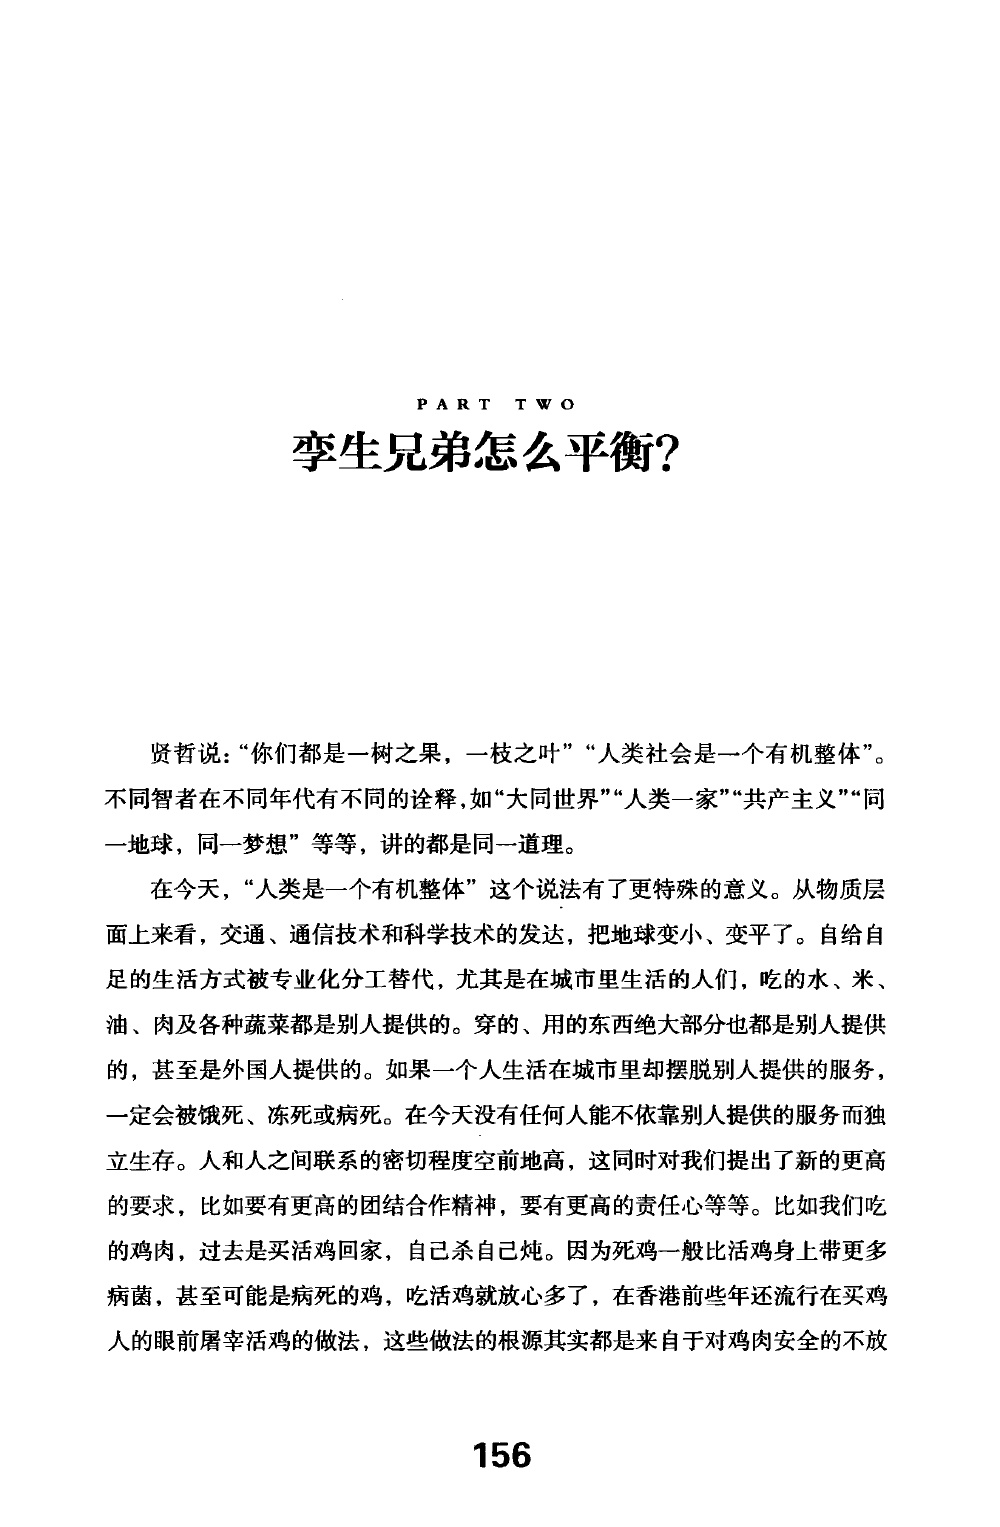 PART TWO
孪生兄弟怎么平衡?
贤哲说：“你们都是一树之果，一枝之叶”“人类社会是一个有机整体”。
不同智者在不同年代有不同的诠释，如“大同世界”“人类一家”“共产主义”“同
一地球，同一梦想”等等，讲的都是同一道理。
在今天，“人类是一个有机整体”这个说法有了更特殊的意义。从物质层
面上来看，交通、通信技术和科学技术的发达，把地球变小、变平了。自给自
足的生活方式被专业化分工替代，尤其是在城市里生活的人们，吃的水、米、
油、肉及各种蔬菜都是别人提供的。穿的、用的东西绝大部分也都是别人提供
的，甚至是外国人提供的。如果一个人生活在城市里却摆脱别人提供的服务，
一定会被饿死、冻死或病死。在今天没有任何人能不依靠别人提供的服务而独
立生存。人和人之间联系的密切程度空前地高，这同时对我们提出了新的更高
的要求，比如要有更高的团结合作精神，要有更高的责任心等等。比如我们吃
的鸡肉，过去是买活鸡回家，自己杀自己炖。因为死鸡一般比活鸡身上带更多
病菌，甚至可能是病死的鸡，吃活鸡就放心多了，在香港前些年还流行在买鸡
人的眼前屠宰活鸡的做法，这些做法的根源其实都是来自于对鸡肉安全的不放
156